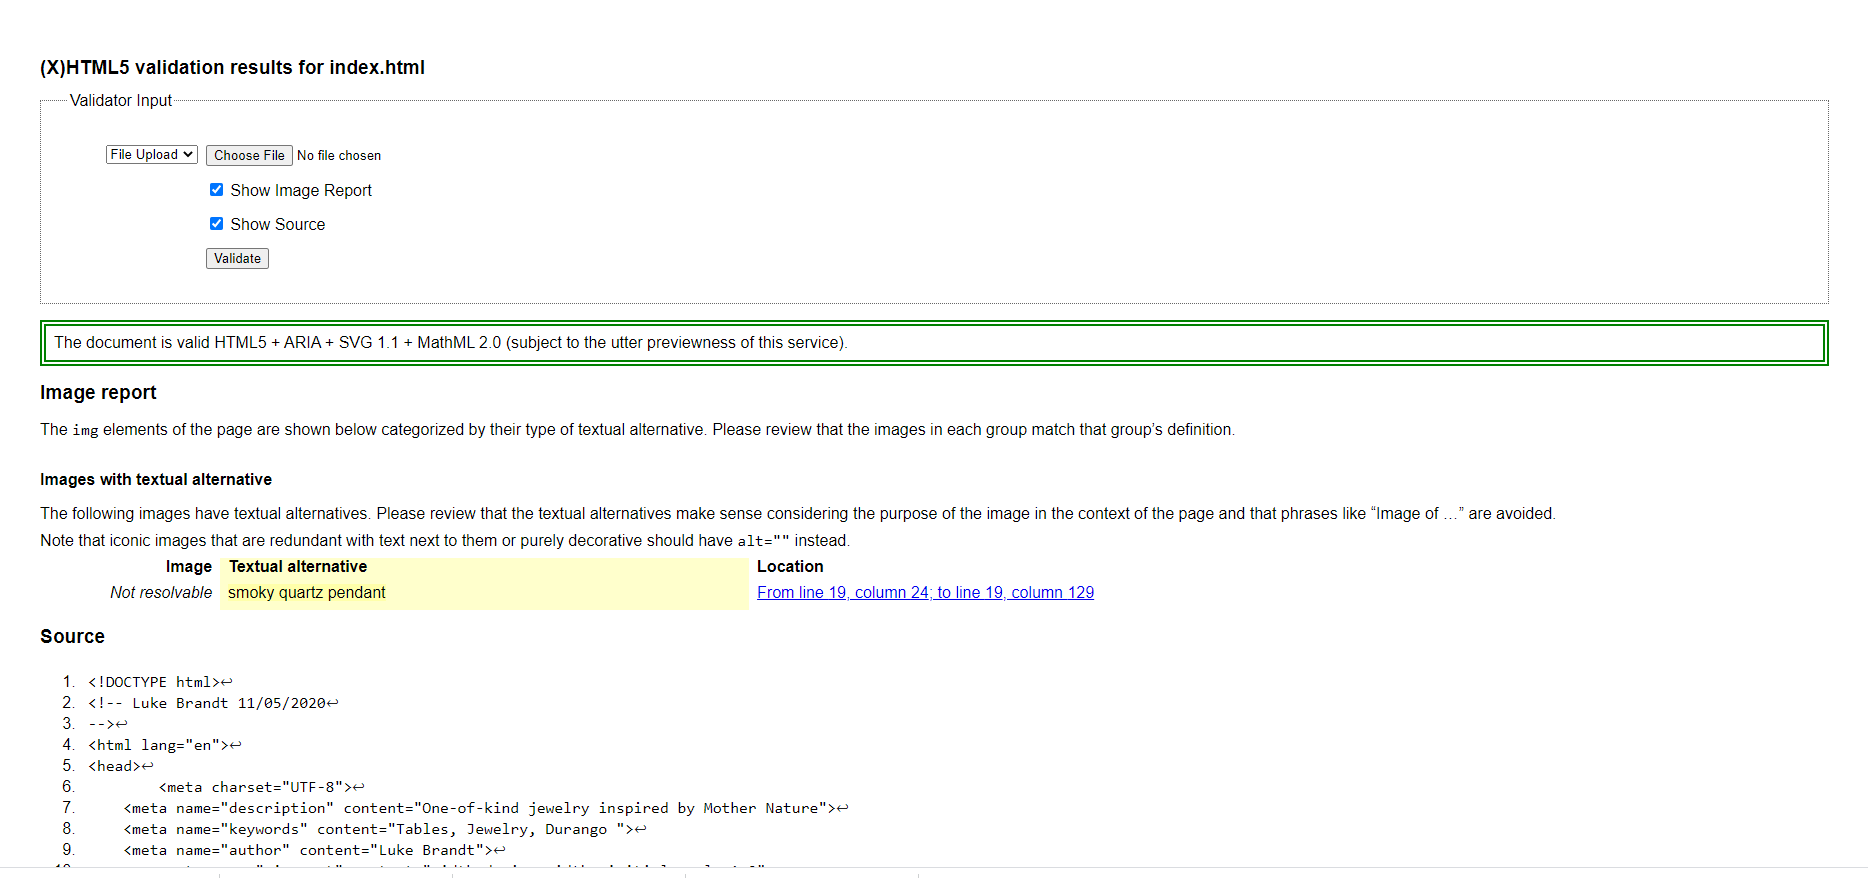 (X)HTML5 validation results for index.html
Validator Input
File Upload Choose File No file chosen
Show Image Report
Show Source
Validate
The document is valid HTML5 + ARIA + SVG 1.1 + MathML 2.0 (subject to the utter previewness of this service).
Image report
The img elements of the page are shown below categorized by their type of textual alternative. Please review that the images in each group match that group’s definition.
Images with textual alternative
The following images have textual alternatives. Please review that the textual alternatives make sense considering the purpose of the image in the context of the page and that phrases like “Image of …” are avoided.
Note that iconic images that are redundant with text next to them or purely decorative should have alt="" instead.
Image Textual alternative Location
Not resolvable smoky quartz pendant From line 19, column 24; to line 19, column 129
Source
1. <!DOCTYPE html>↩
2. <!-- Luke Brandt 11/05/2020↩
3. -->↩
4. <html lang="en">↩
5. <head>↩
6. <meta charset="UTF-8">↩
7. <meta name="description" content="One-of-kind jewelry inspired by Mother Nature">↩
8. <meta name="keywords" content="Tables, Jewelry, Durango ">↩
9. <meta name="author" content="Luke Brandt">↩